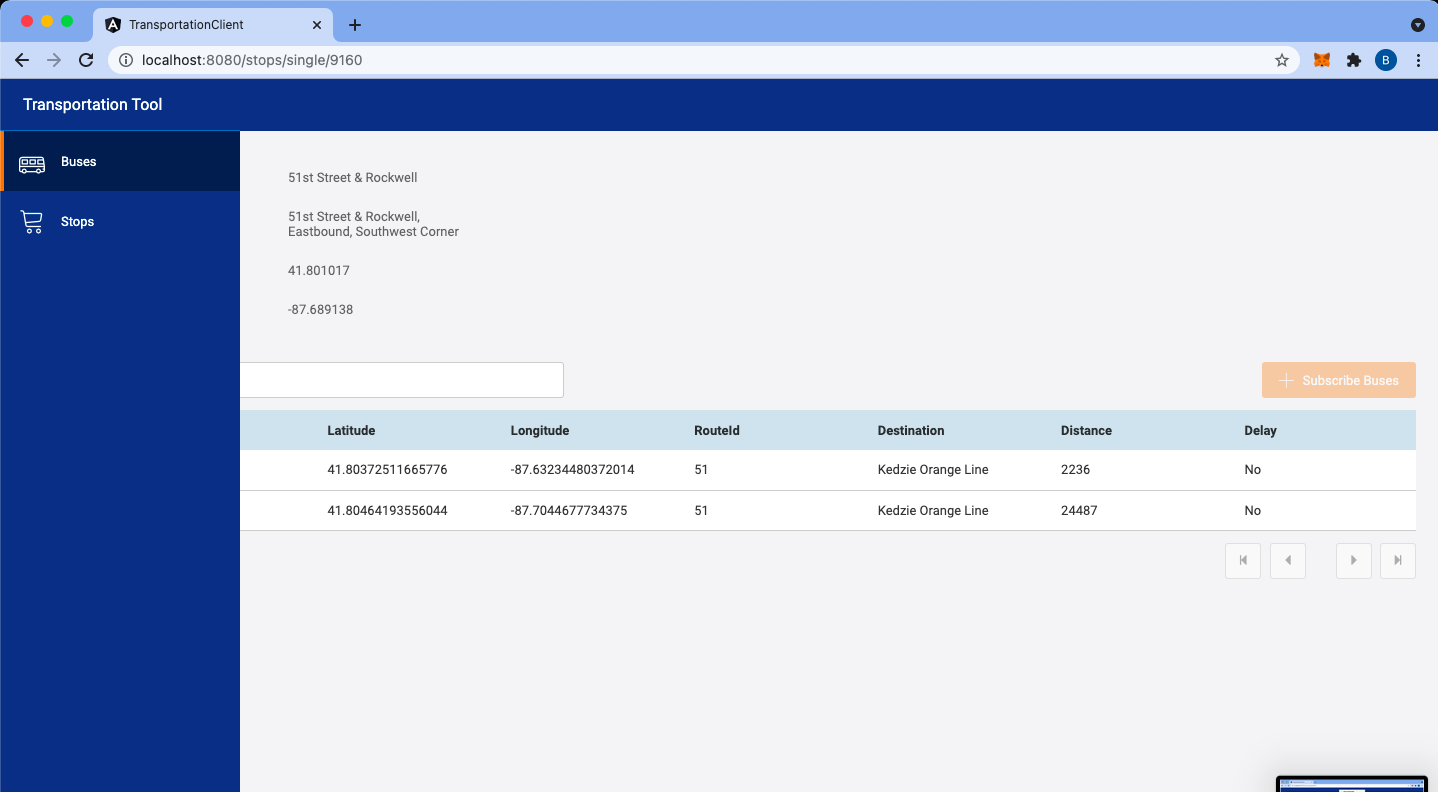 TransportationClient
localhost:8080/stops/single/9160
B
Transportation Tool
Buses
Stops
51st Street & Rockwell
51st Street & Rockwell,
Eastbound, Southwest Corner
41.801017
-87.689138
Subscribe Buses
Latitude Longitude RouteId Destination Distance Delay
41.80372511665776 -87.63234480372014 51 Kedzie Orange Line 2236 No
41.80464193556044 -87.7044677734375 51 Kedzie Orange Line 24487 No